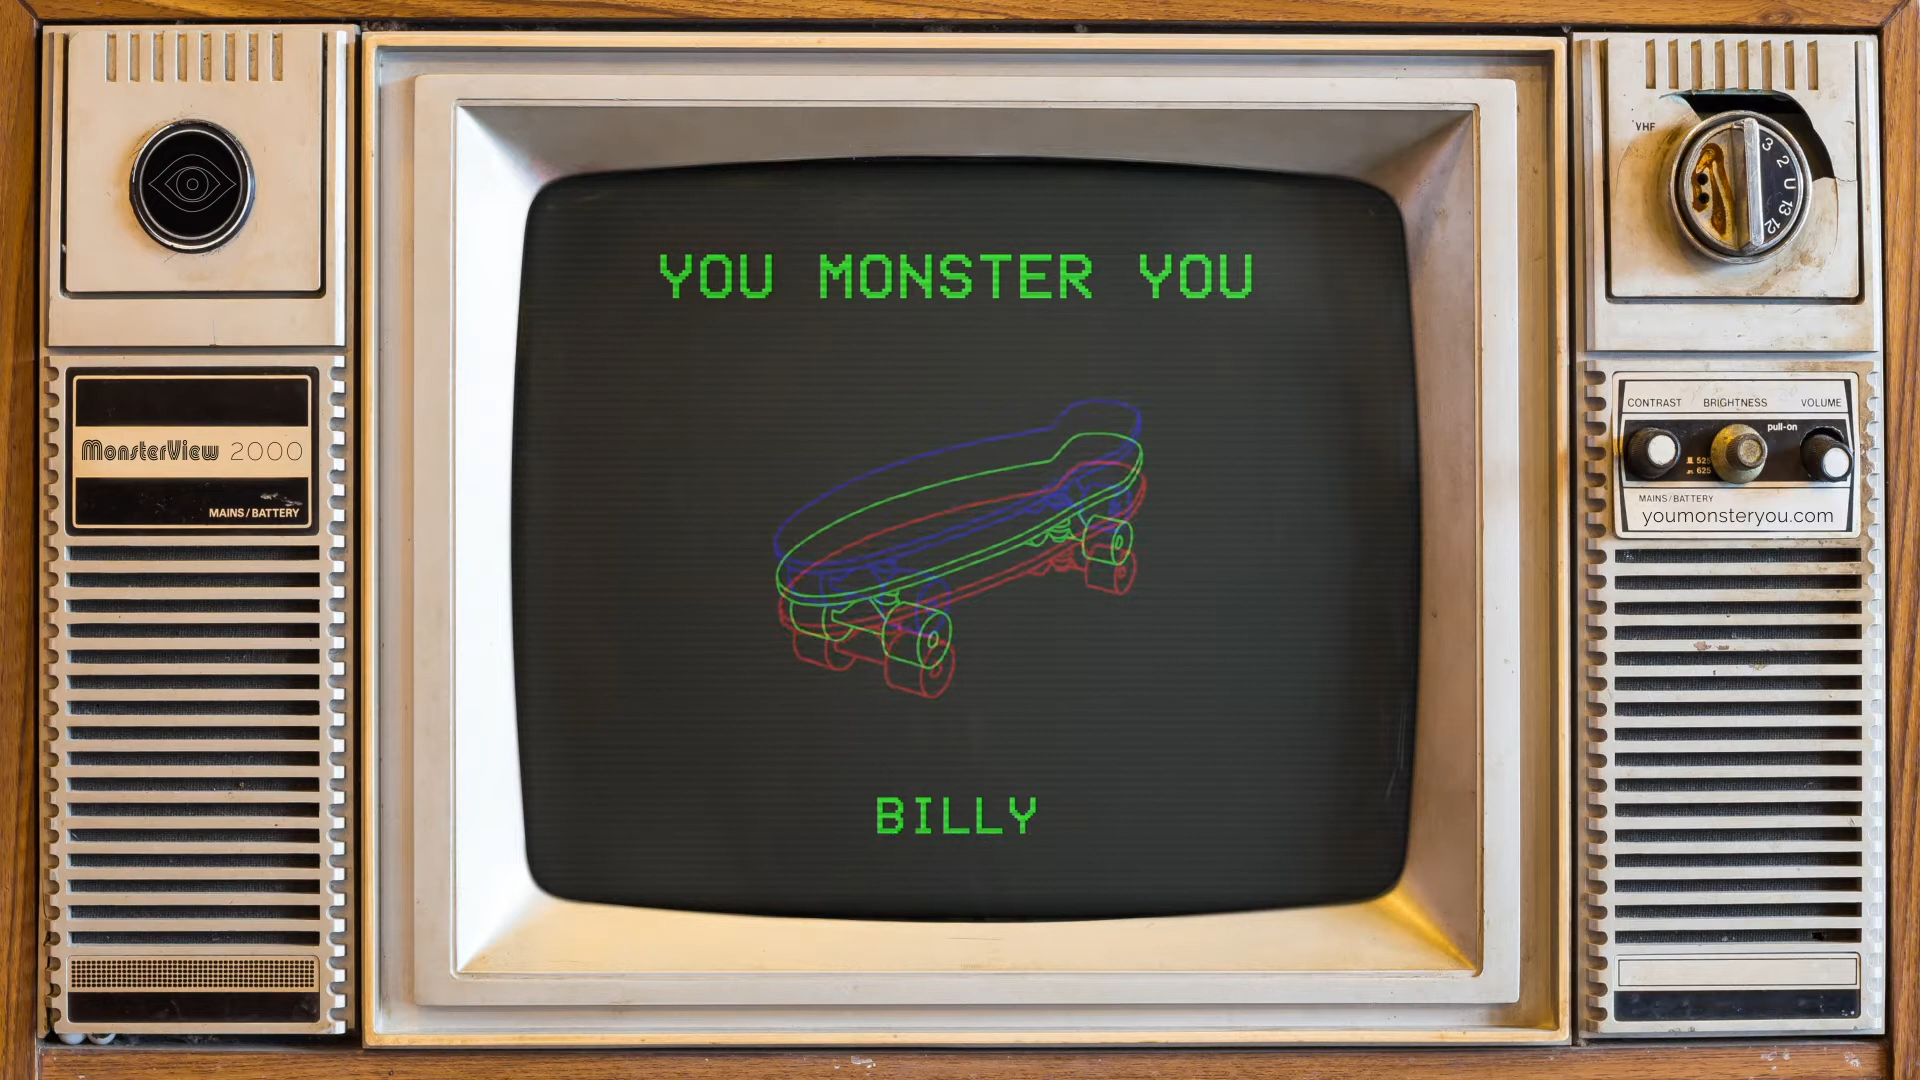 YOU MONSTER YOU
BILLY
MonsterView 2000
MAINS/BATTERY
VHF
3 2 U 13 12
CONTRAST BRIGHTNESS VOLUME
pull-on
525
625
MAINS/BATTERY
youmonsteryou.com